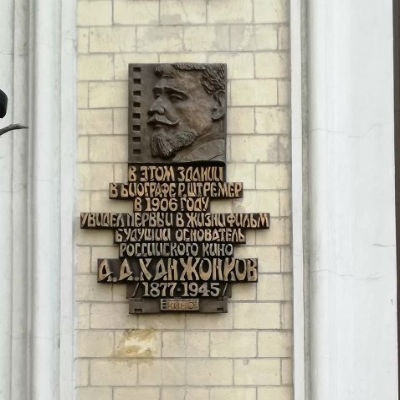 В ЭТОМ ЗДАНИИ
В БИОГРАФЕ Р. ШТРЕМЕР
В 1906 ГОДУ
УВИДЕЛ ПЕРВЫЙ В ЖИЗНИ ФИЛЬМ
БУДУЩИЙ ОСНОВАТЕЛЬ
РОССИЙСКОГО КИНО
А.А.ХАНЖОНКОВ
/1877-1945/